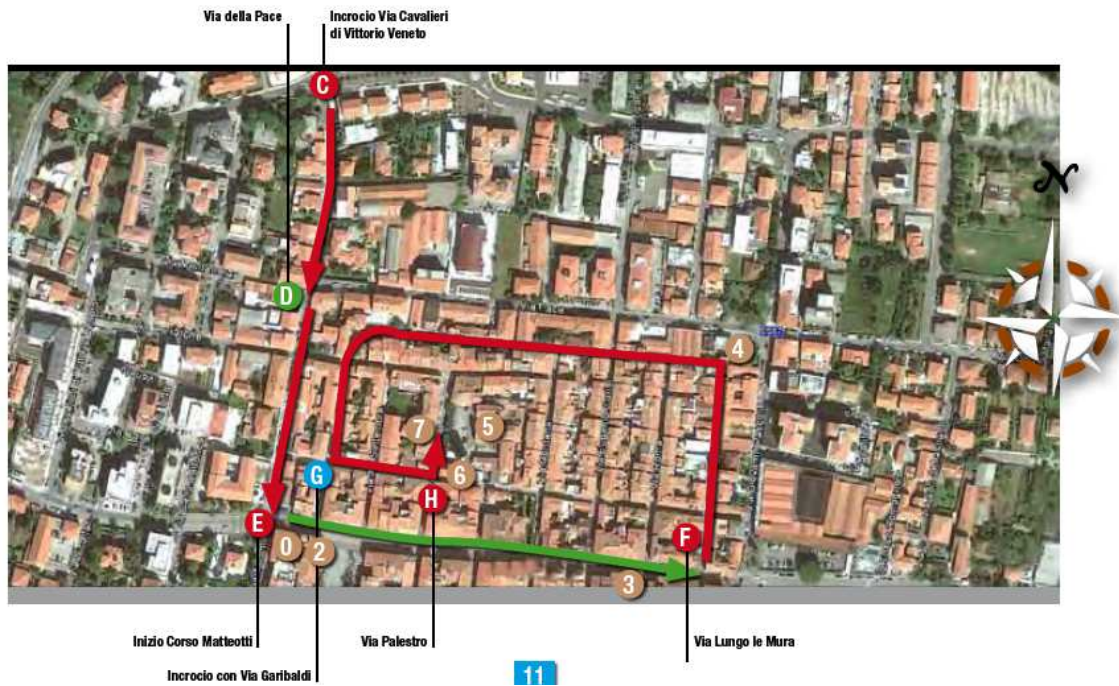 Via della Pace
Incrocio Via Cavalieri
di Vittorio Veneto
C
N
D
4
7
5
G
6
H
E
F
0
2
3
Inizio Corso Matteotti
Via Palestro
Via Lungo le Mura
Incrocio con Via Garibaldi
11